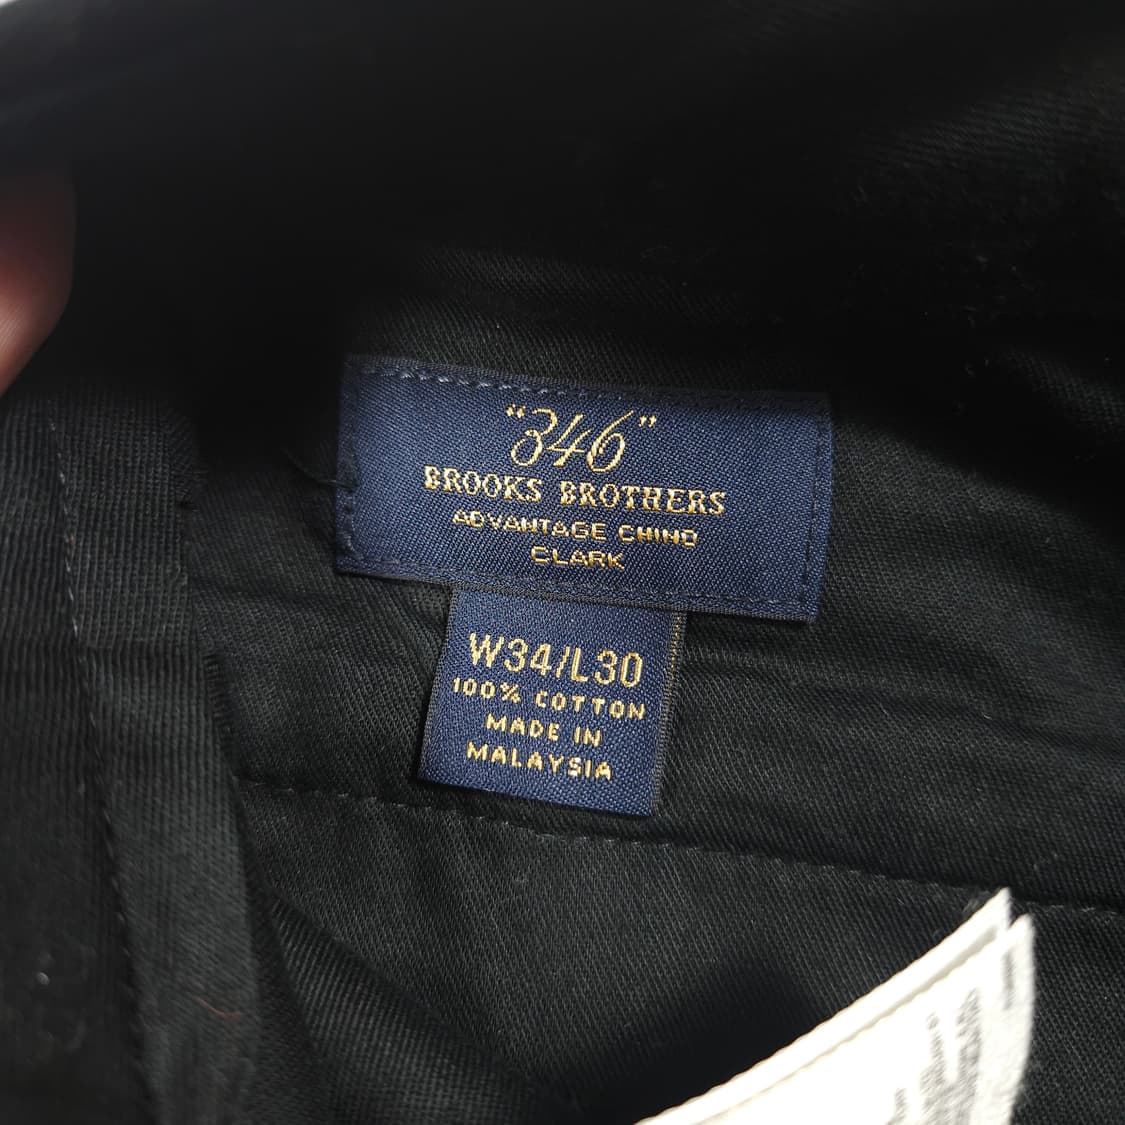 "346"
BROOKS BROTHERS
ADVANTAGE CHINO
CLARK
W34/L30
100% COTTON
MADE IN
MALAYSIA